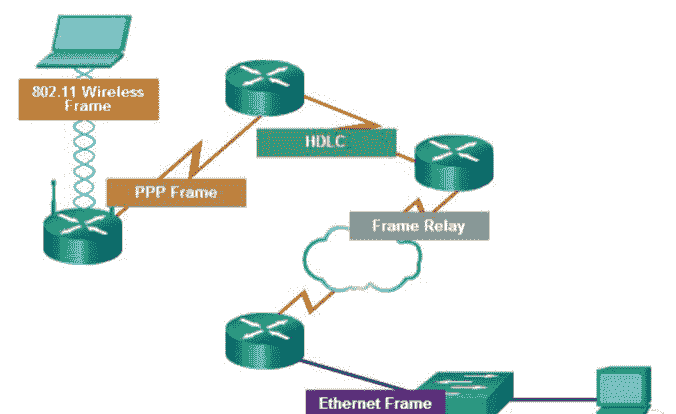 802.11 Wireless
Frame
HDLC
PPP Frame
Frame Relay
Ethernet Frame